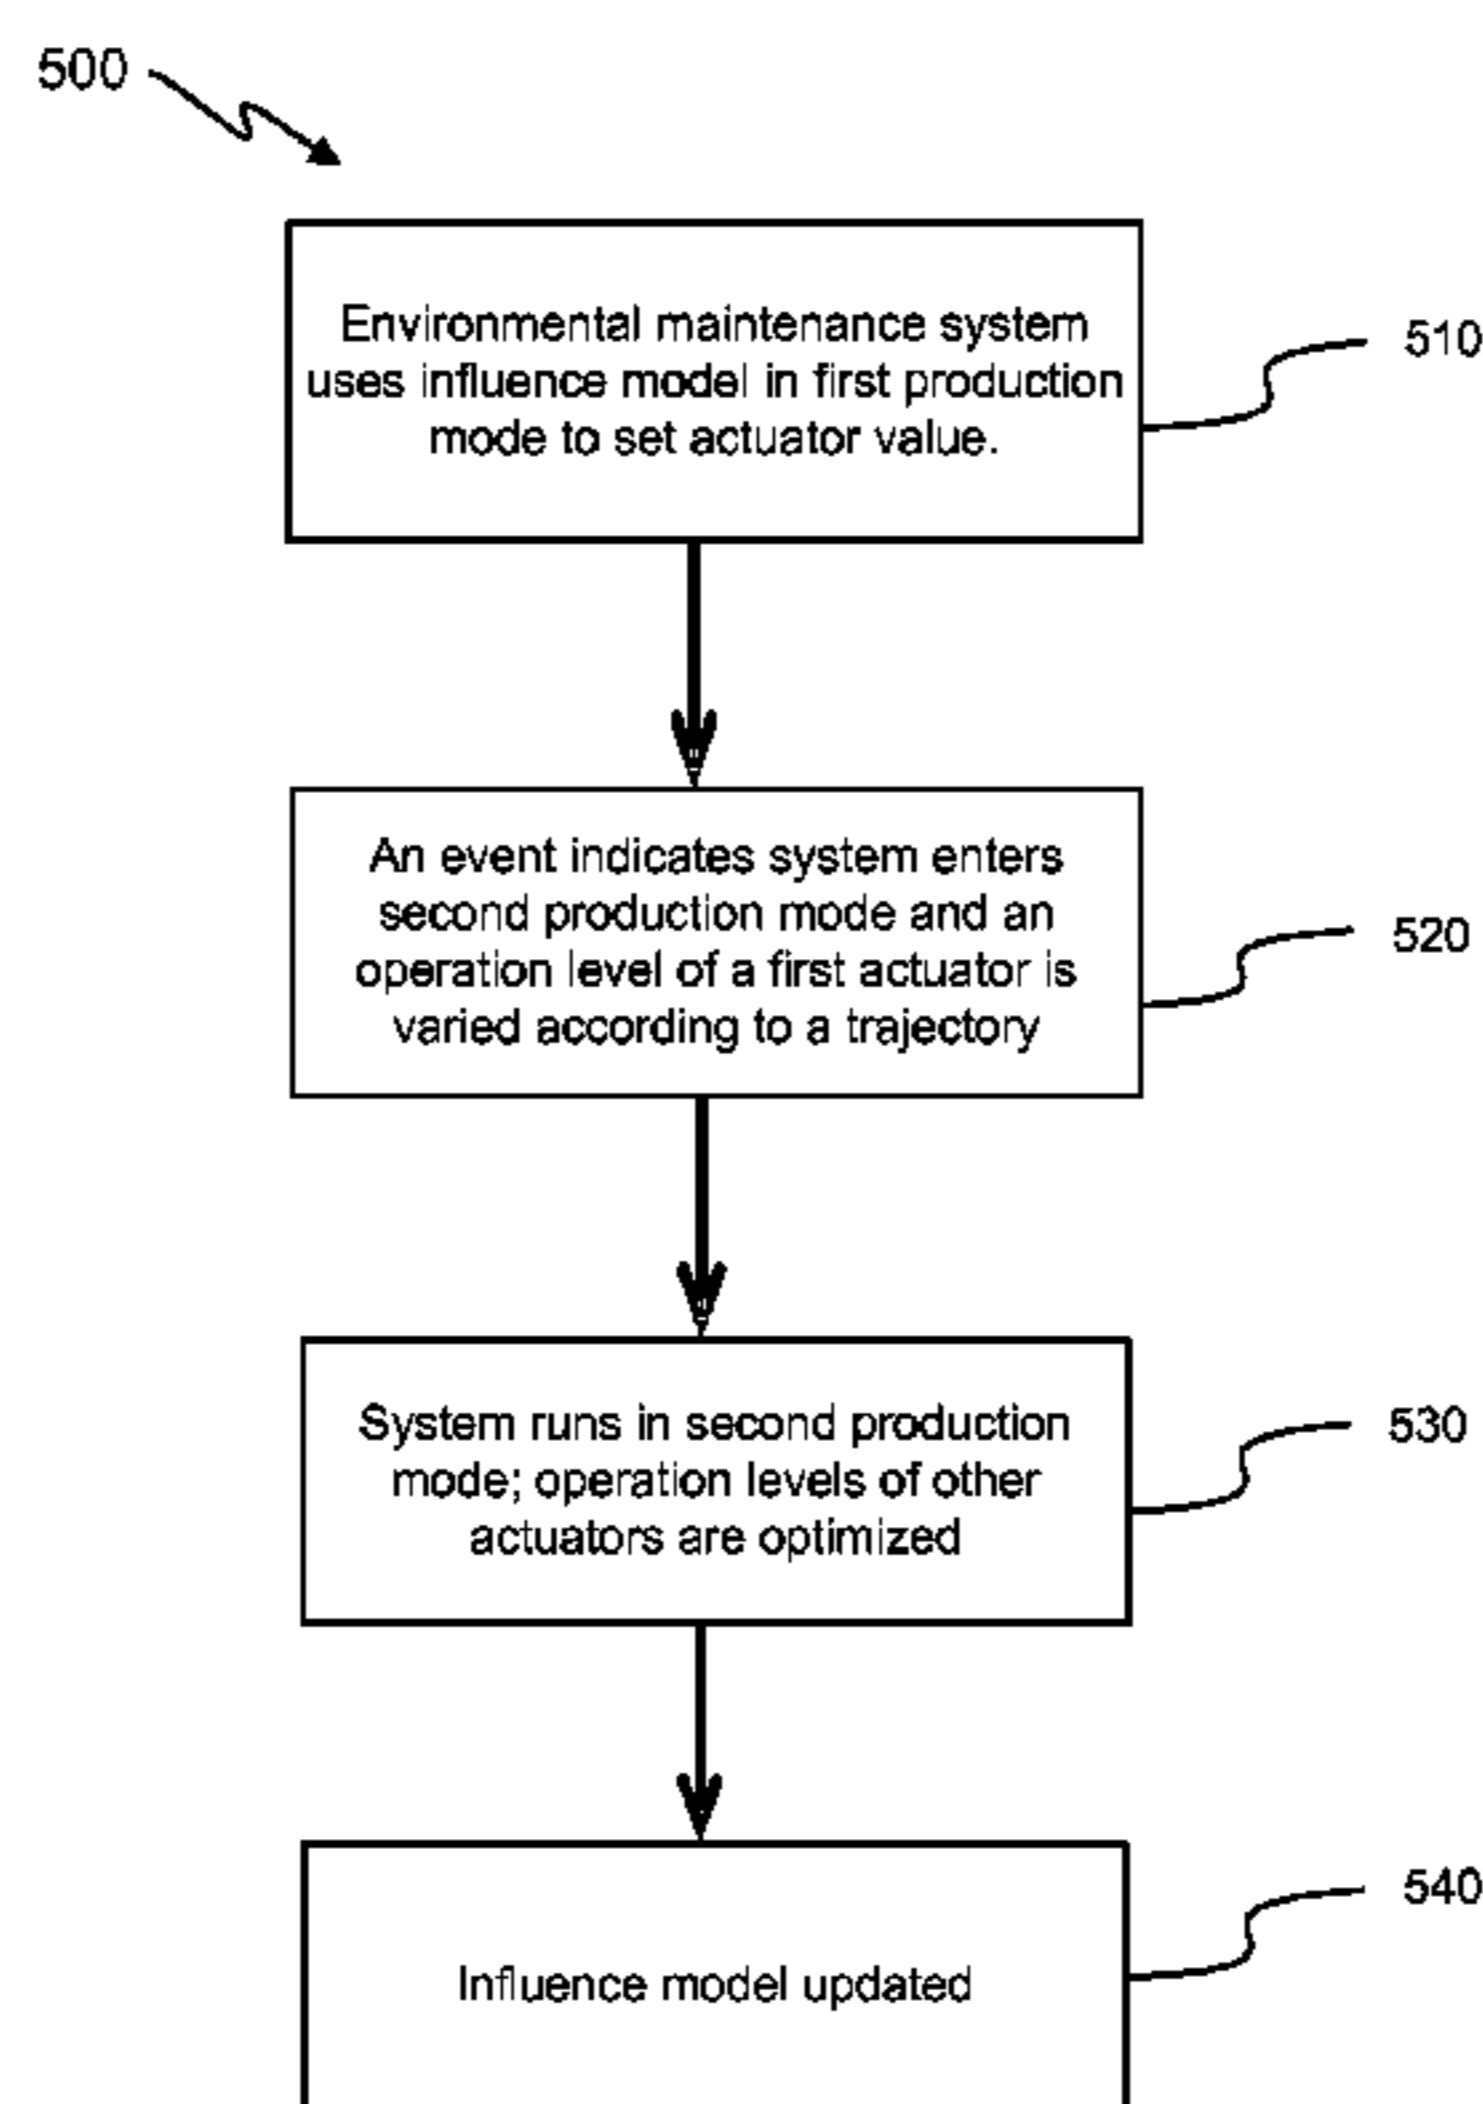 500
Environmental maintenance system
uses influence model in first production
mode to set actuator value.
510
An event indicates system enters
second production mode and an
operation level of a first actuator is
varied according to a trajectory
520
System runs in second production
mode; operation levels of other
actuators are optimized
530
Influence model updated
540